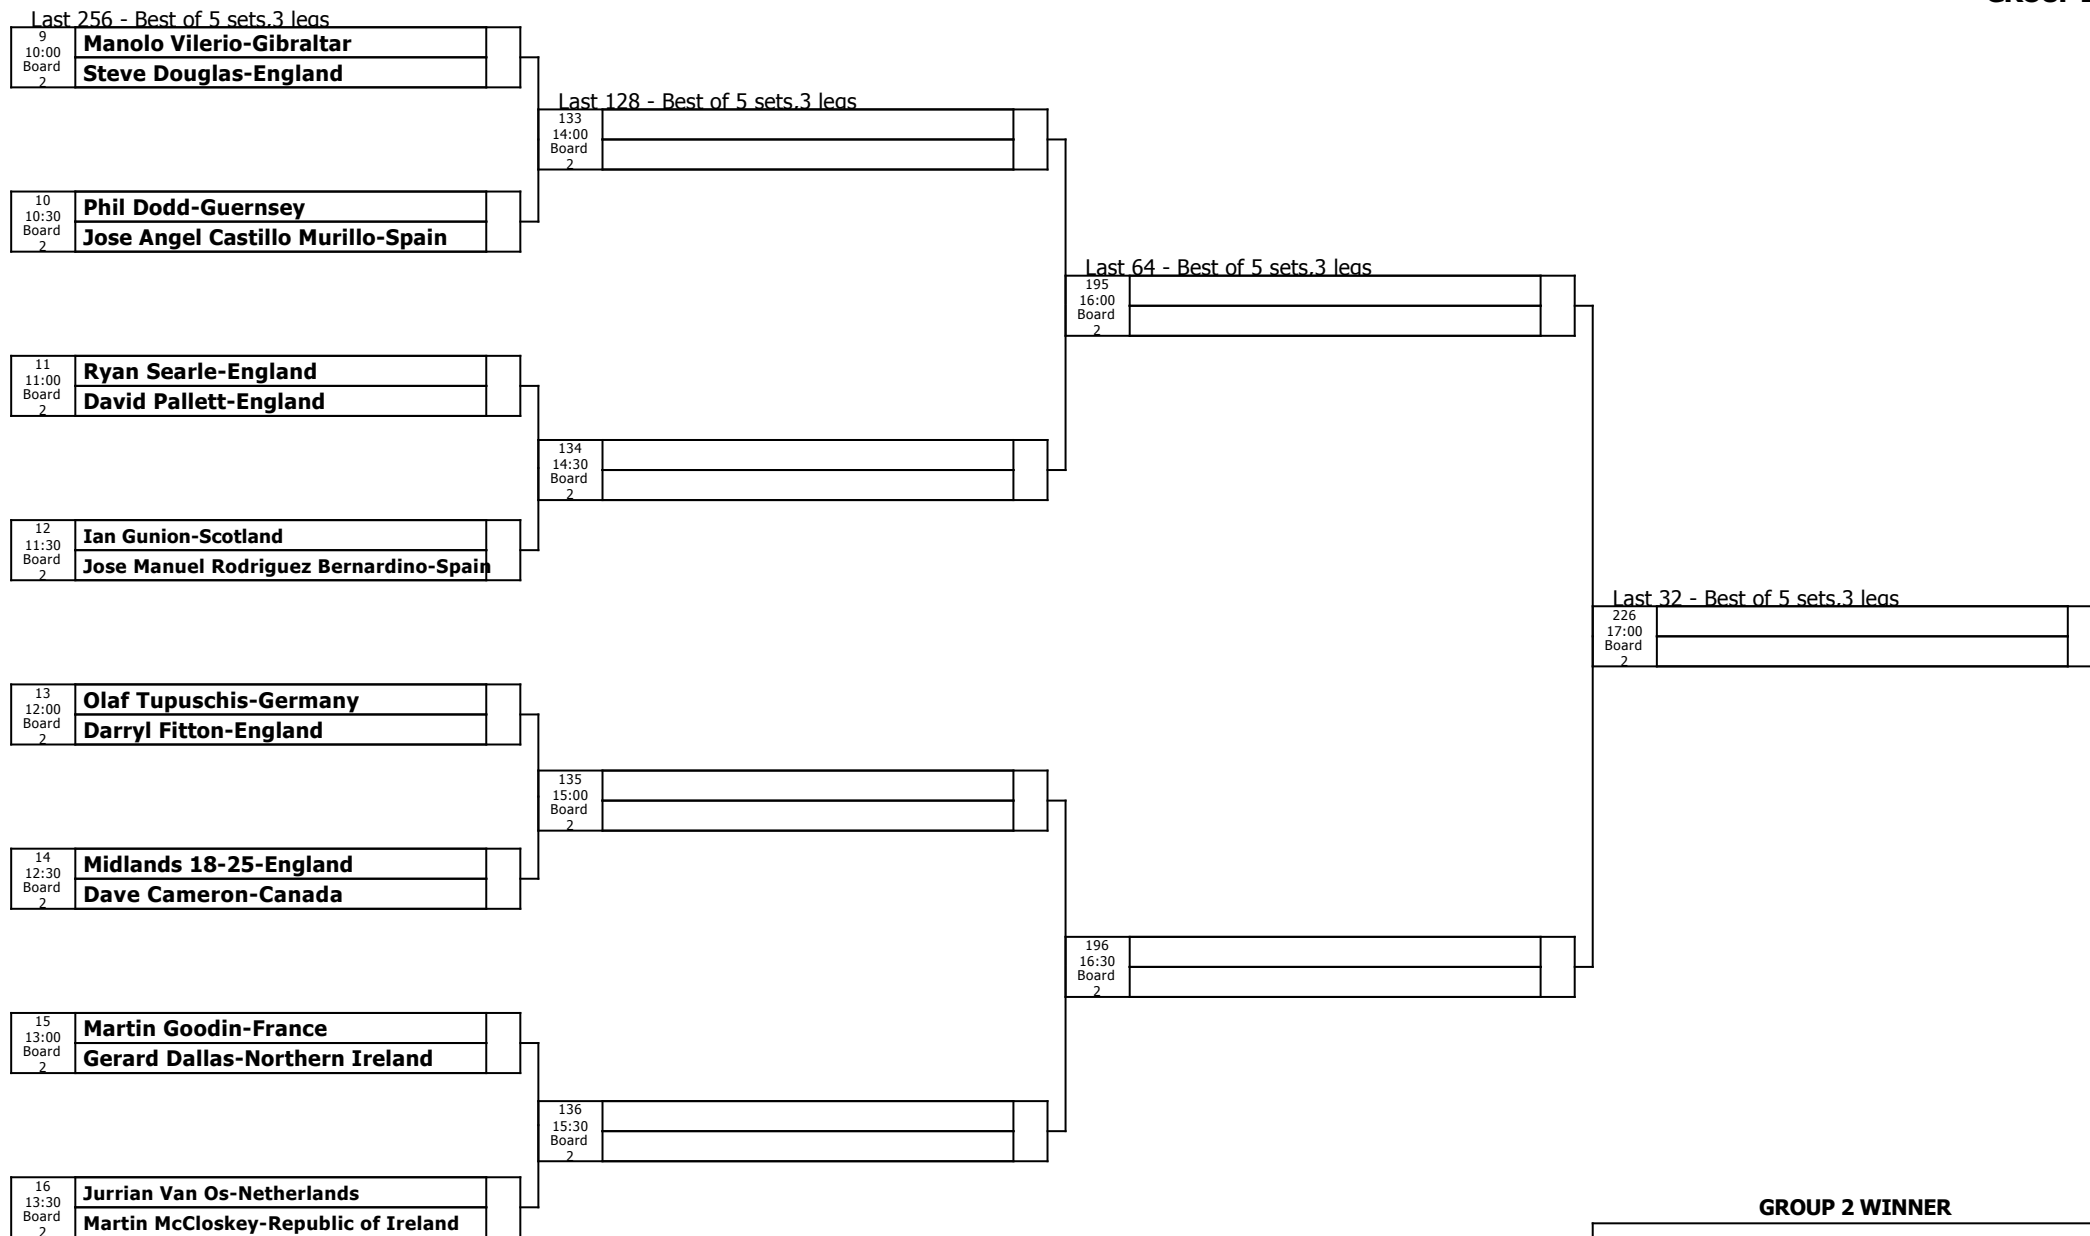 GROUP 2
Last 256 - Best of 5 sets,3 legs
9
10:00
Board
2
Manolo Vilerio-Gibraltar
Steve Douglas-England
Last 128 - Best of 5 sets,3 legs
133
14:00
Board
2
10
10:30
Board
2
Phil Dodd-Guernsey
Jose Angel Castillo Murillo-Spain
Last 64 - Best of 5 sets,3 legs
195
16:00
Board
2
11
11:00
Board
2
Ryan Searle-England
David Pallett-England
134
14:30
Board
2
12
11:30
Board
2
Ian Gunion-Scotland
Jose Manuel Rodriguez Bernardino-Spain
Last 32 - Best of 5 sets,3 legs
226
17:00
Board
2
13
12:00
Board
2
Olaf Tupuschis-Germany
Darryl Fitton-England
135
15:00
Board
2
14
12:30
Board
2
Midlands 18-25-England
Dave Cameron-Canada
196
16:30
Board
2
15
13:00
Board
2
Martin Goodin-France
Gerard Dallas-Northern Ireland
136
15:30
Board
2
16
13:30
Board
2
Jurrian Van Os-Netherlands
Martin McCloskey-Republic of Ireland
GROUP 2 WINNER